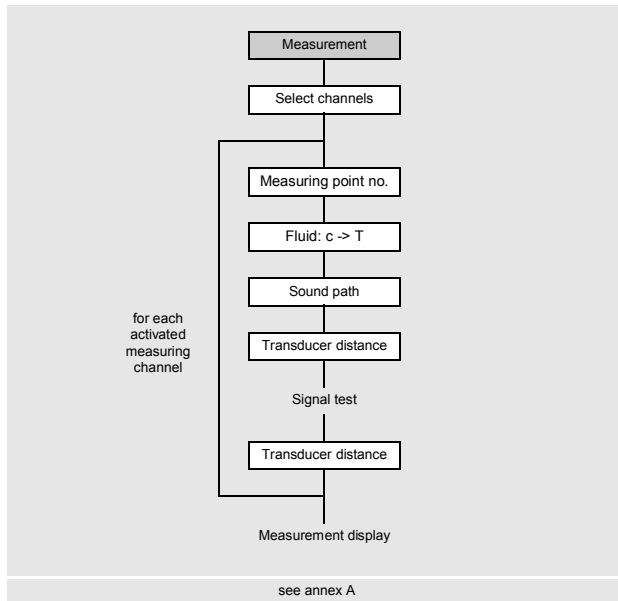 Measurement
Select channels
Measuring point no.
Fluid: c -> T
Sound path
for each
activated
measuring
channel
Transducer distance
Signal test
Transducer distance
Measurement display
see annex A